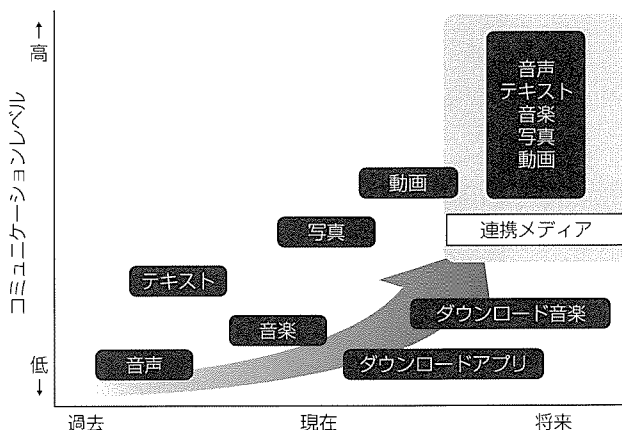 ↑
高
コミュニケーションレベル
低
↓
音声
テキスト
音楽
写真
動画
連携メディア
動画
写真
テキスト
音楽
音声
ダウンロード音楽
ダウンロードアプリ
過去
現在
将来